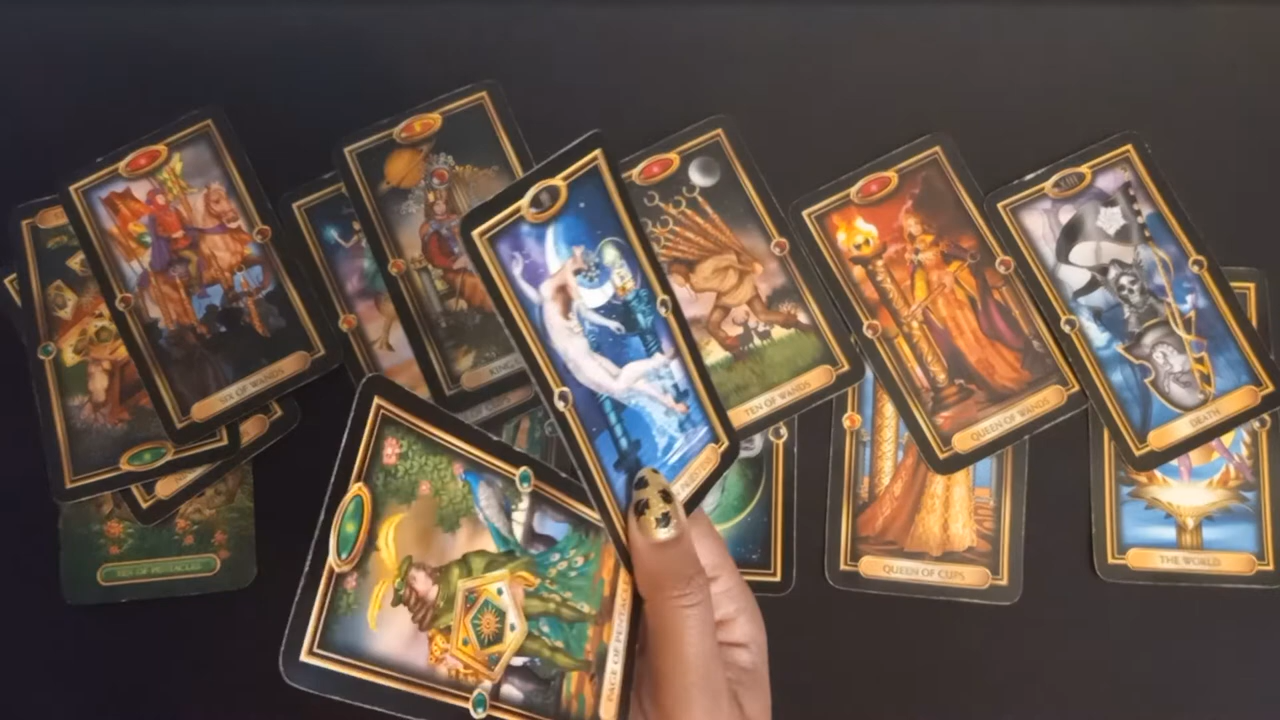 SIX OF WANDS
KING
TEN OF WANDS
QUEEN OF WANDS
XIII
DEATH
TEN OF PENTACLES
PAGE OF PENTACL
QUEEN OF CUPS
THE WORLD